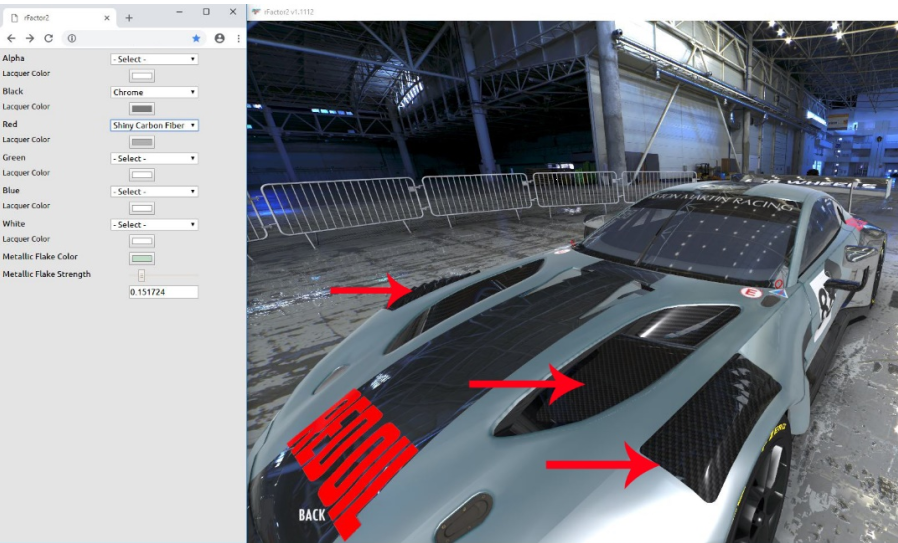 rFactor2
rFactor2 v1.1112
Alpha
- Select -
Lacquer Color
Black
Chrome
Lacquer Color
Red
Shiny Carbon Fiber
Lacquer Color
Green
- Select -
Lacquer Color
Blue
- Select -
Lacquer Color
White
- Select -
Lacquer Color
Metallic Flake Color
Metallic Flake Strength
0.151724
MARTIN RACING
E
BACK
ZERO